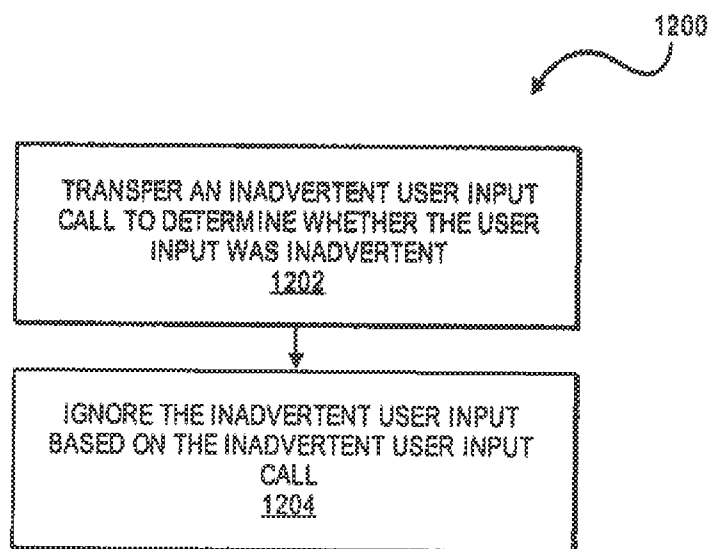 1200
TRANSFER AN INADVERTENT USER INPUT
CALL TO DETERMINE WHETHER THE USER
INPUT WAS INADVERTENT
1202
IGNORE THE INADVERTENT USER INPUT
BASED ON THE INADVERTENT USER INPUT
CALL
1204